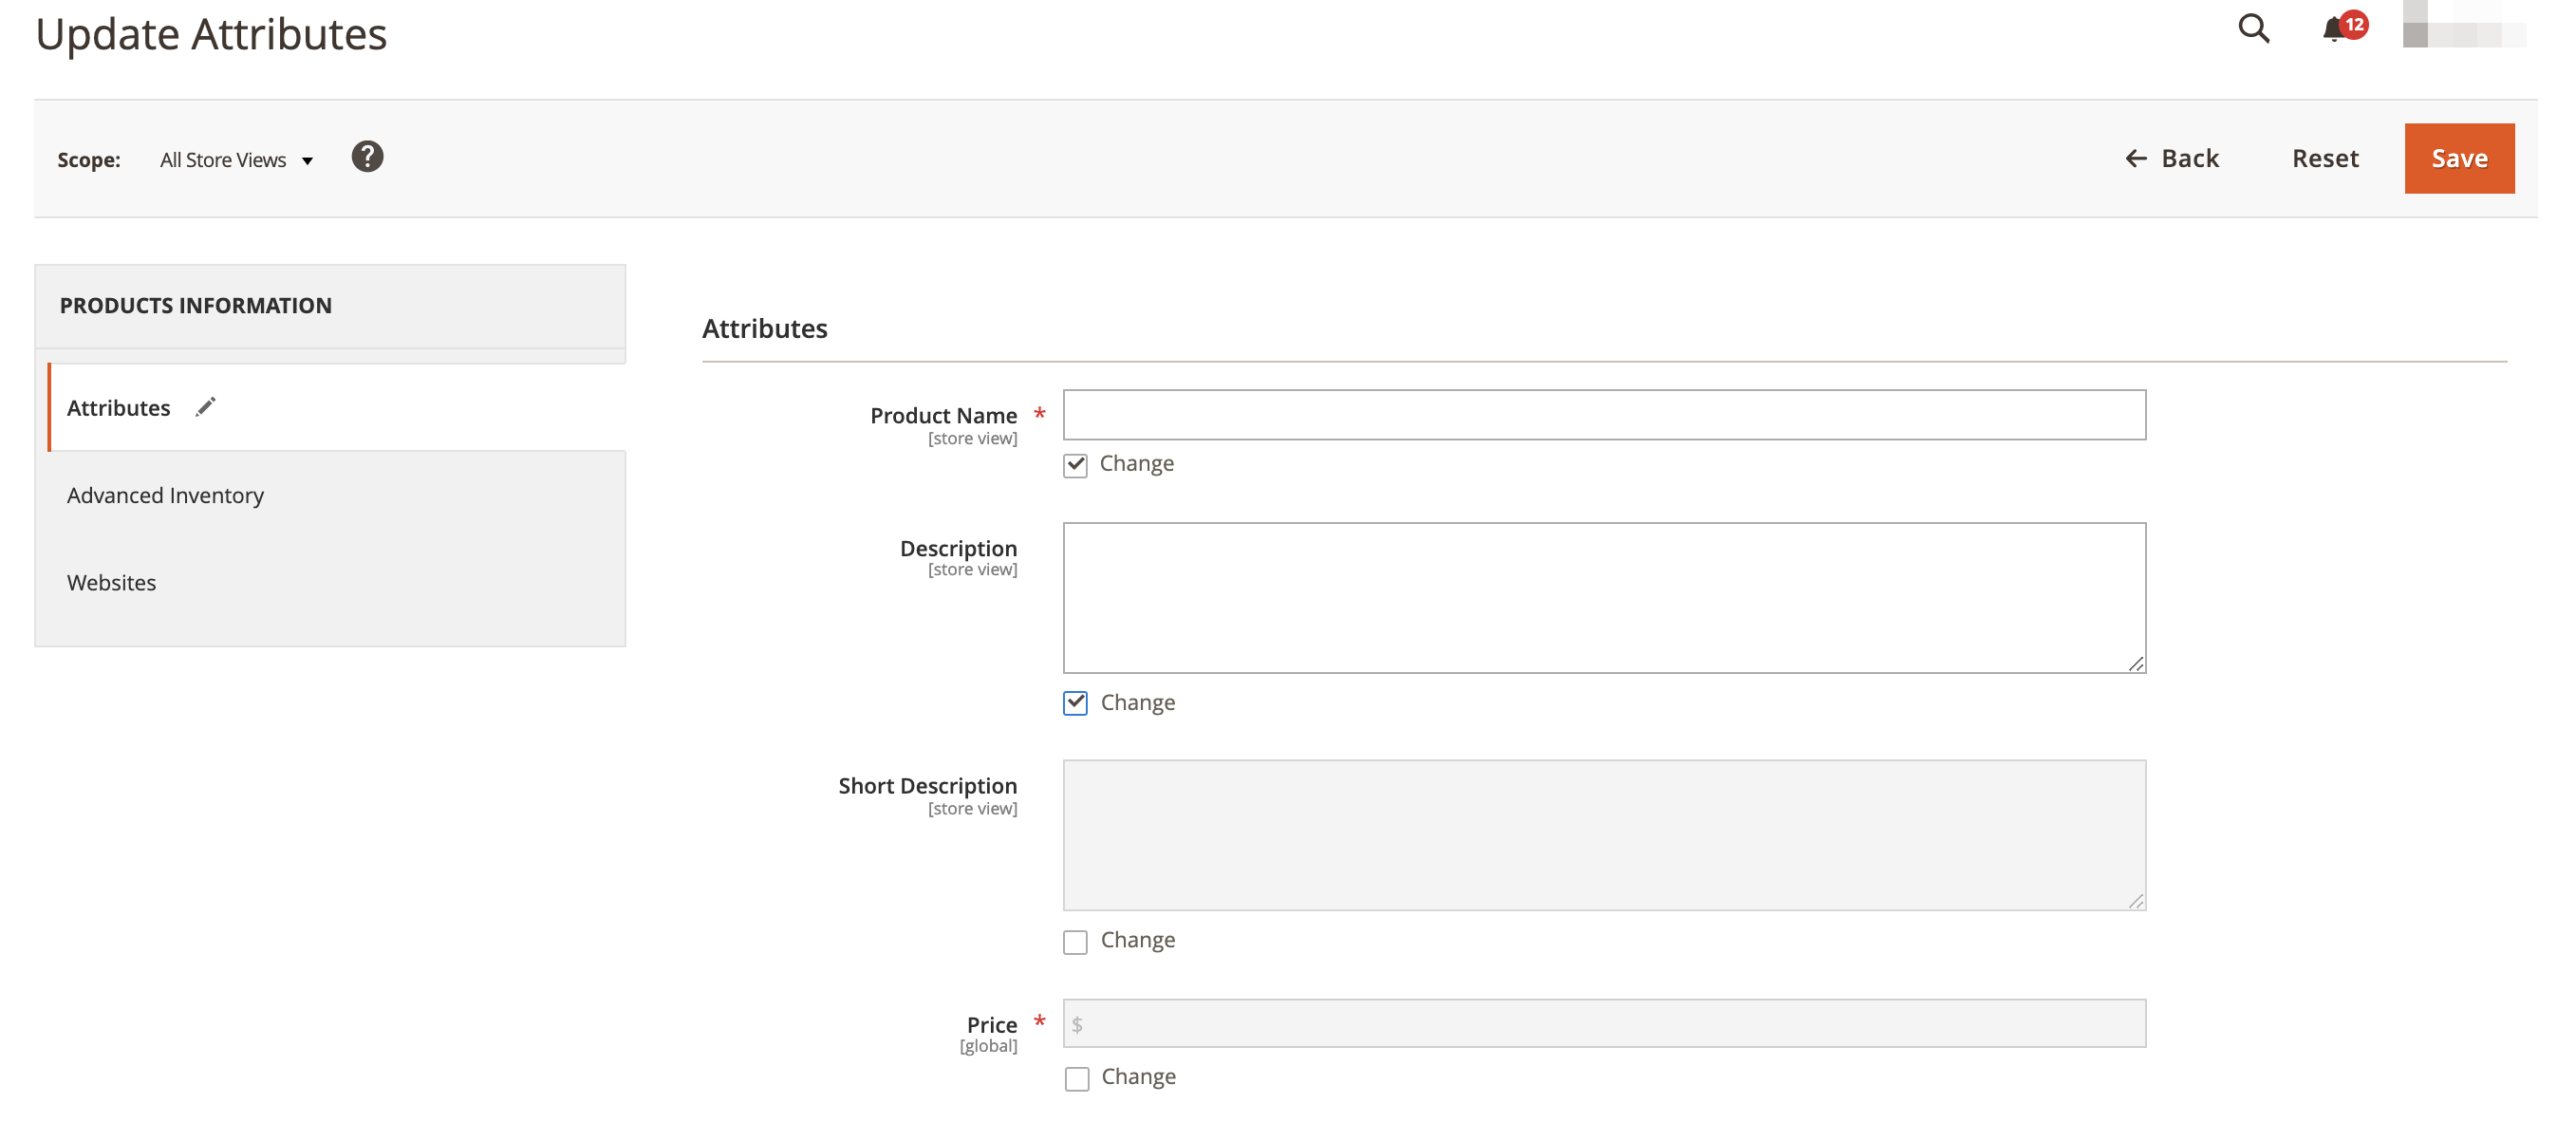 Update Attributes
12
Scope: All Store Views ?
Back Reset Save
PRODUCTS INFORMATION
Attributes
Advanced Inventory
Websites
Attributes
Product Name *
[store view]
Change
Description
[store view]
Change
Short Description
[store view]
Change
Price *
[global]
$
Change